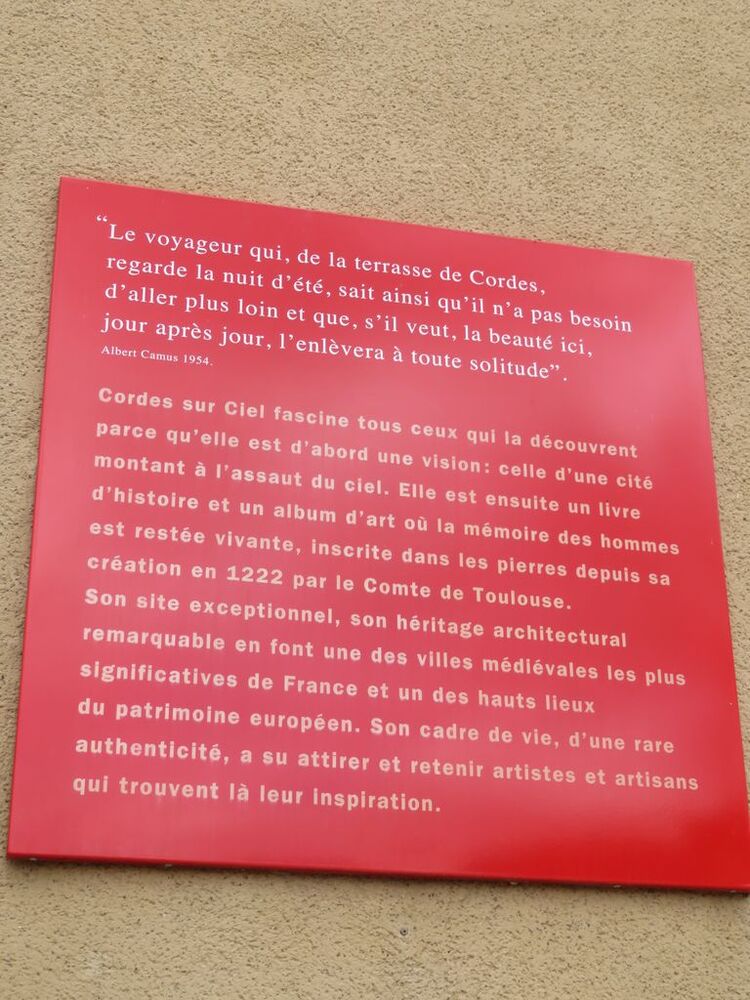 “Le voyageur qui, de la terrasse de Cordes,
regarde la nuit d’été, sait ainsi qu’il n’a pas besoin
d’aller plus loin et que, s’il veut, la beauté ici,
jour après jour, l’enlèvera à toute solitude”.
Albert Camus 1954.
Cordes sur Ciel fascine tous ceux qui la découvrent
parce qu’elle est d’abord une vision : celle d’une cité
montant à l’assaut du ciel. Elle est ensuite un livre
d’histoire et un album d’art où la mémoire des hommes
est restée vivante, inscrite dans les pierres depuis sa
création en 1222 par le Comte de Toulouse.
Son site exceptionnel, son héritage architectural
remarquable en font une des villes médiévales les plus
significatives de France et un des hauts lieux
du patrimoine européen. Son cadre de vie, d’une rare
authenticité, a su attirer et retenir artistes et artisans
qui trouvent là leur inspiration.